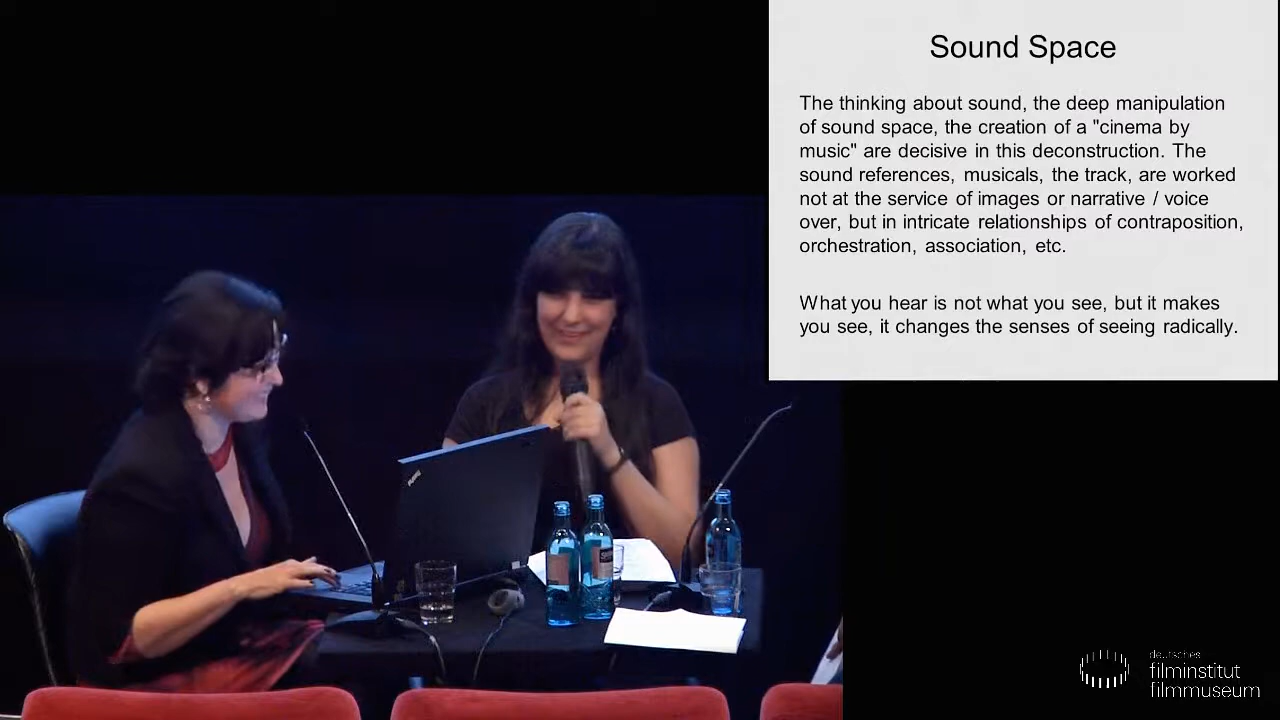 Sound Space
The thinking about sound, the deep manipulation
of sound space, the creation of a "cinema by
music" are decisive in this deconstruction. The
sound references, musicals, the track, are worked
not at the service of images or narrative / voice
over, but in intricate relationships of contraposition,
orchestration, association, etc.
What you hear is not what you see, but it makes
you see, it changes the senses of seeing radically.
deutsches
filminstitut
filmmuseum